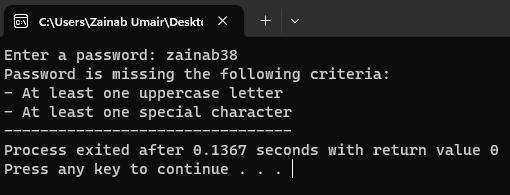 C:\Users\Zainab Umair\Deskto
Enter a password: zainab38
Password is missing the following criteria:
- At least one uppercase letter
- At least one special character
--------------------------------
Process exited after 0.1367 seconds with return value 0
Press any key to continue . . .